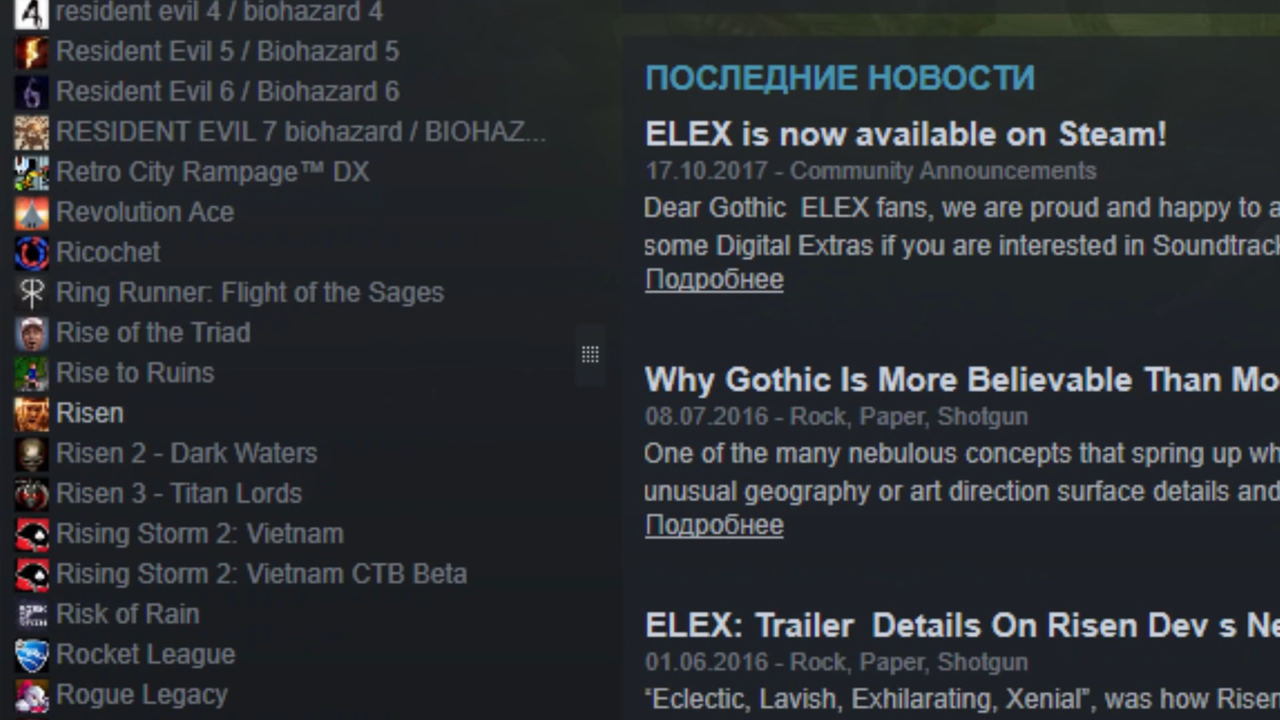 resident evil 4 / biohazard 4
Resident Evil 5 / Biohazard 5
Resident Evil 6 / Biohazard 6
RESIDENT EVIL 7 biohazard / BIOHAZ...
Retro City Rampage™ DX
Revolution Ace
Ricochet
Ring Runner: Flight of the Sages
Rise of the Triad
Rise to Ruins
Risen
Risen 2 - Dark Waters
Risen 3 - Titan Lords
Rising Storm 2: Vietnam
Rising Storm 2: Vietnam CTB Beta
Risk of Rain
Rocket League
Rogue Legacy
ПОСЛЕДНИЕ НОВОСТИ
ELEX is now available on Steam!
17.10.2017 - Community Announcements
Dear Gothic ELEX fans, we are proud and happy to a
some Digital Extras if you are interested in Soundtrack
Подробнее
Why Gothic Is More Believable Than Mo
08.07.2016 - Rock, Paper, Shotgun
One of the many nebulous concepts that spring up wh
unusual geography or art direction surface details and
Подробнее
ELEX: Trailer Details On Risen Dev s Ne
01.06.2016 - Rock, Paper, Shotgun
“Eclectic, Lavish, Exhilarating, Xenial”, was how Risen